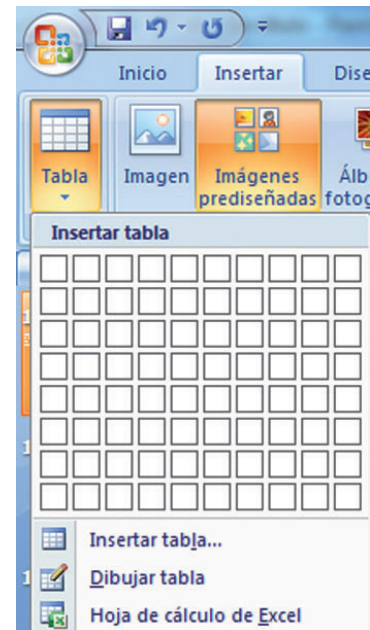 Inicio Insertar Dise
Tabla Imagen Imágenes prediseñadas Álb fotog
Insertar tabla
Insertar tabla...
Dibujar tabla
Hoja de cálculo de Excel